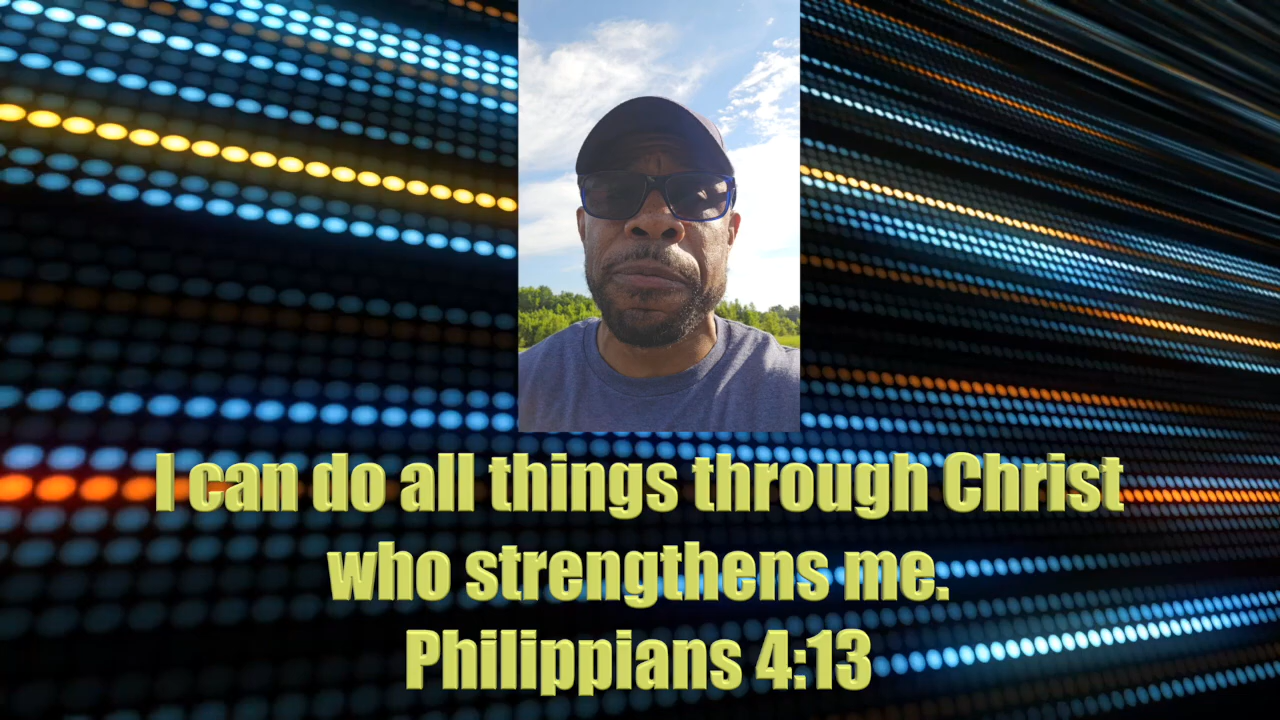 I can do all things through Christ
who strengthens me.
Philippians 4:13